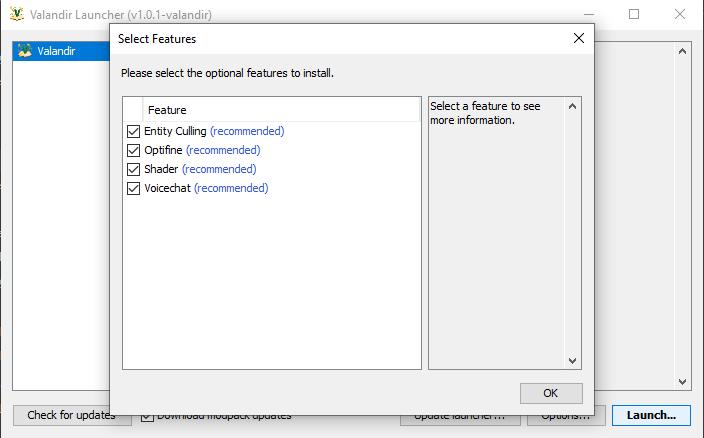 Valandir Launcher (v1.0.1-valandir)
Valandir
Select Features
Please select the optional features to install.
Feature
Entity Culling (recommended)
Optifine (recommended)
Shader (recommended)
Voicechat (recommended)
Select a feature to see
more information.
OK
Check for updates
Download modpack updates
Update launcher...
Options...
Launch...